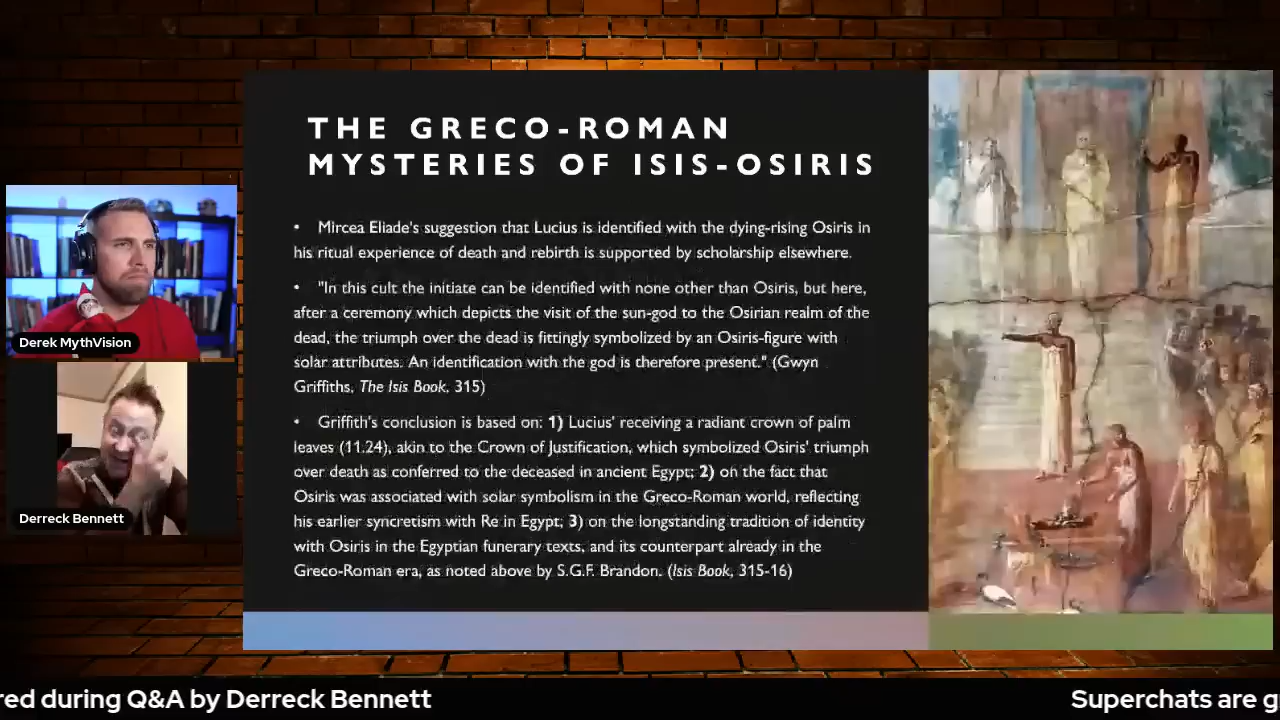 THE GRECO-ROMAN
MYSTERIES OF ISIS-OSIRIS
• Mircea Eliade's suggestion that Lucius is identified with the dying-rising Osiris in
his ritual experience of death and rebirth is supported by scholarship elsewhere.
• "In this cult the initiate can be identified with none other than Osiris, but here,
after a ceremony which depicts the visit of the sun-god to the Osirian realm of the
dead, the triumph over the dead is fittingly symbolized by an Osiris-figure with
solar attributes. An identification with the god is therefore present." (Gwyn
Griffiths, The Isis Book, 315)
• Griffith's conclusion is based on: 1) Lucius' receiving a radiant crown of palm
leaves (11.24), akin to the Crown of Justification, which symbolized Osiris' triumph
over death as conferred to the deceased in ancient Egypt; 2) on the fact that
Osiris was associated with solar symbolism in the Greco-Roman world, reflecting
his earlier syncretism with Re in Egypt; 3) on the longstanding tradition of identity
with Osiris in the Egyptian funerary texts, and its counterpart already in the
Greco-Roman era, as noted above by S.G.F. Brandon. (Isis Book, 315-16)
Derek MythVision
Derreck Bennett
red during Q&A by Derreck Bennett
Superchats are g